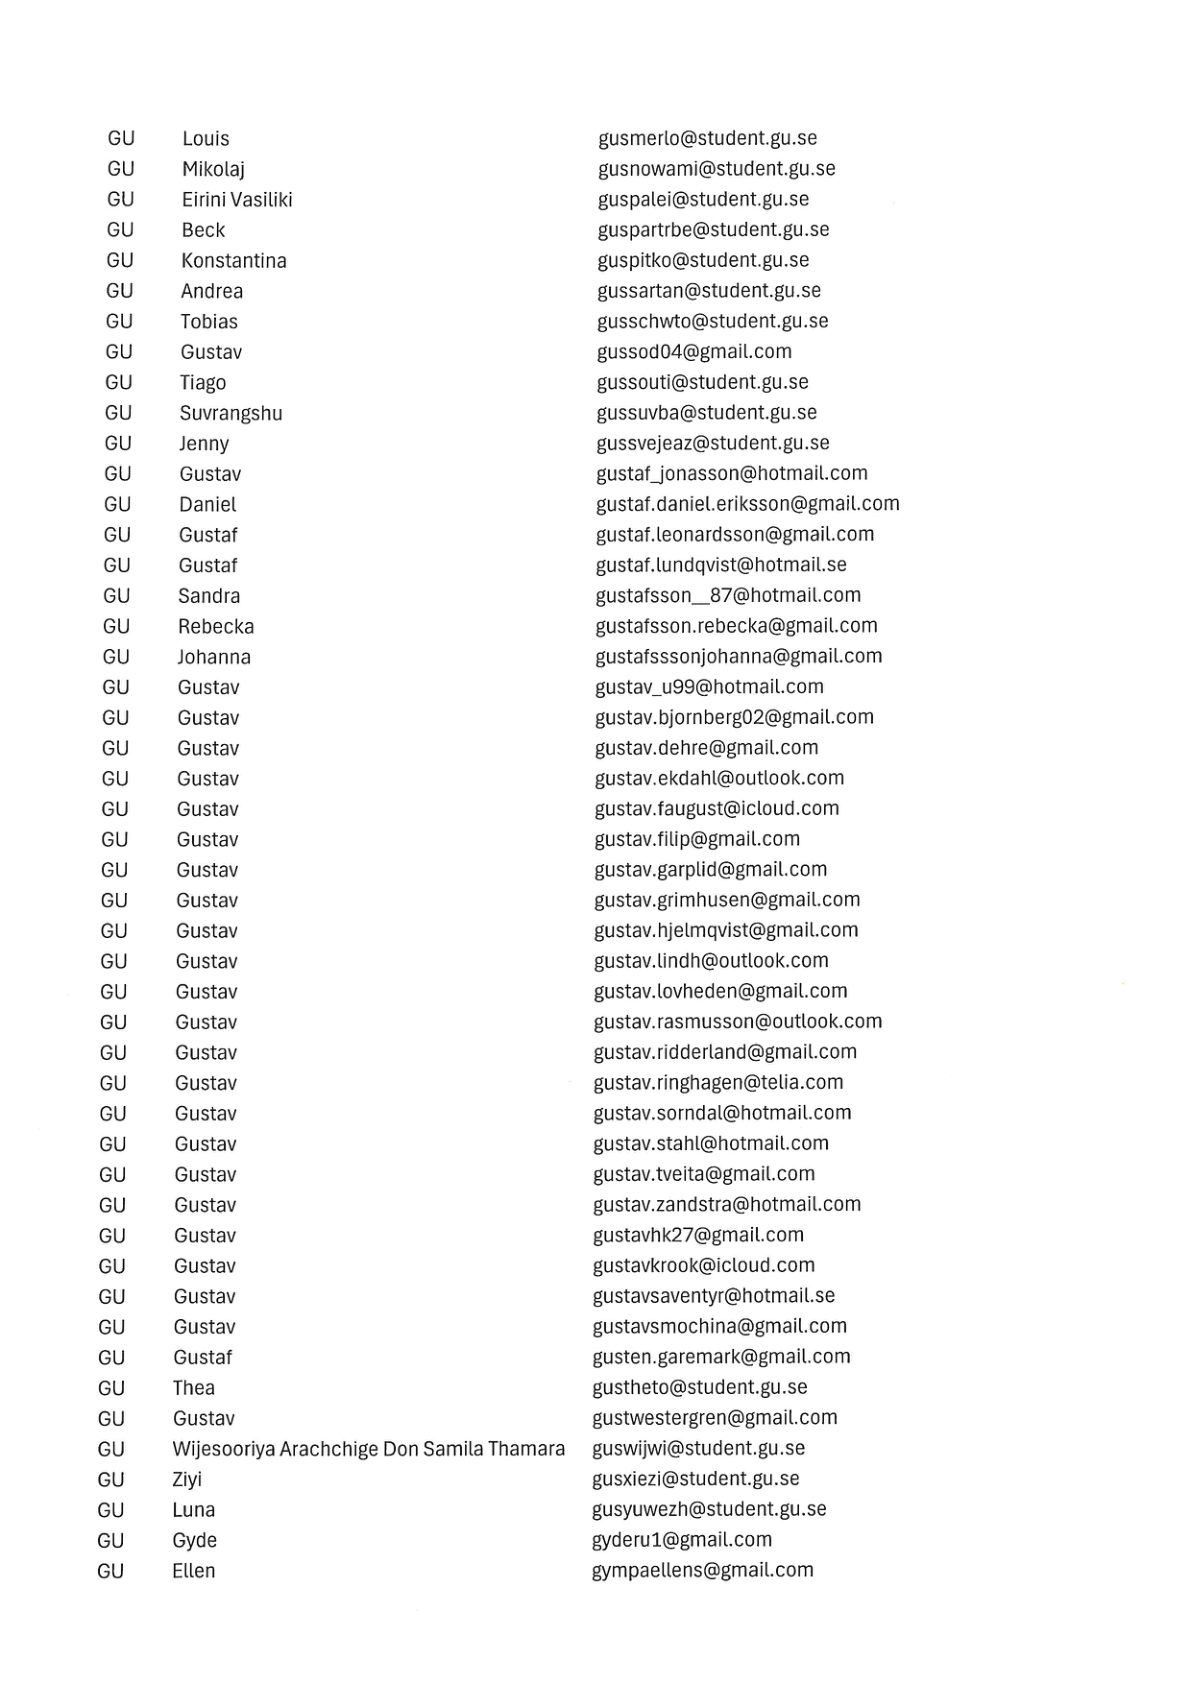 GU Louis gusmerlo@student.gu.se
GU Mikolaj gusnowami@student.gu.se
GU Eirini Vasiliki guspalei@student.gu.se
GU Beck guspartrbe@student.gu.se
GU Konstantina guspitko@student.gu.se
GU Andrea gussartan@student.gu.se
GU Tobias gusschwto@student.gu.se
GU Gustav gussod04@gmail.com
GU Tiago gussouti@student.gu.se
GU Suvrangshu gussuvba@student.gu.se
GU Jenny gussvejeaz@student.gu.se
GU Gustav gustaf_jonasson@hotmail.com
GU Daniel gustaf.daniel.eriksson@gmail.com
GU Gustaf gustaf.leonardsson@gmail.com
GU Gustaf gustaf.lundqvist@hotmail.se
GU Sandra gustafsson__87@hotmail.com
GU Rebecka gustafsson.rebecka@gmail.com
GU Johanna gustafsssonjohanna@gmail.com
GU Gustav gustav_u99@hotmail.com
GU Gustav gustav.bjornberg02@gmail.com
GU Gustav gustav.dehre@gmail.com
GU Gustav gustav.ekdahl@outlook.com
GU Gustav gustav.faugust@icloud.com
GU Gustav gustav.filip@gmail.com
GU Gustav gustav.garplid@gmail.com
GU Gustav gustav.grimhusen@gmail.com
GU Gustav gustav.hjelmqvist@gmail.com
GU Gustav gustav.lindh@outlook.com
GU Gustav gustav.lovheden@gmail.com
GU Gustav gustav.rasmusson@outlook.com
GU Gustav gustav.ridderland@gmail.com
GU Gustav gustav.ringhagen@telia.com
GU Gustav gustav.sorndal@hotmail.com
GU Gustav gustav.stahl@hotmail.com
GU Gustav gustav.tveita@gmail.com
GU Gustav gustav.zandstra@hotmail.com
GU Gustav gustavhk27@gmail.com
GU Gustav gustavkrook@icloud.com
GU Gustav gustavsaventyr@hotmail.se
GU Gustav gustavsmochina@gmail.com
GU Gustaf gusten.garemark@gmail.com
GU Thea gustheto@student.gu.se
GU Gustav gustwestergren@gmail.com
GU Wijesooriya Arachchige Don Samila Thamara guswijwi@student.gu.se
GU Ziyi gusxiezi@student.gu.se
GU Luna gusyuwezh@student.gu.se
GU Gyde gyderu1@gmail.com
GU Ellen gympaellens@gmail.com